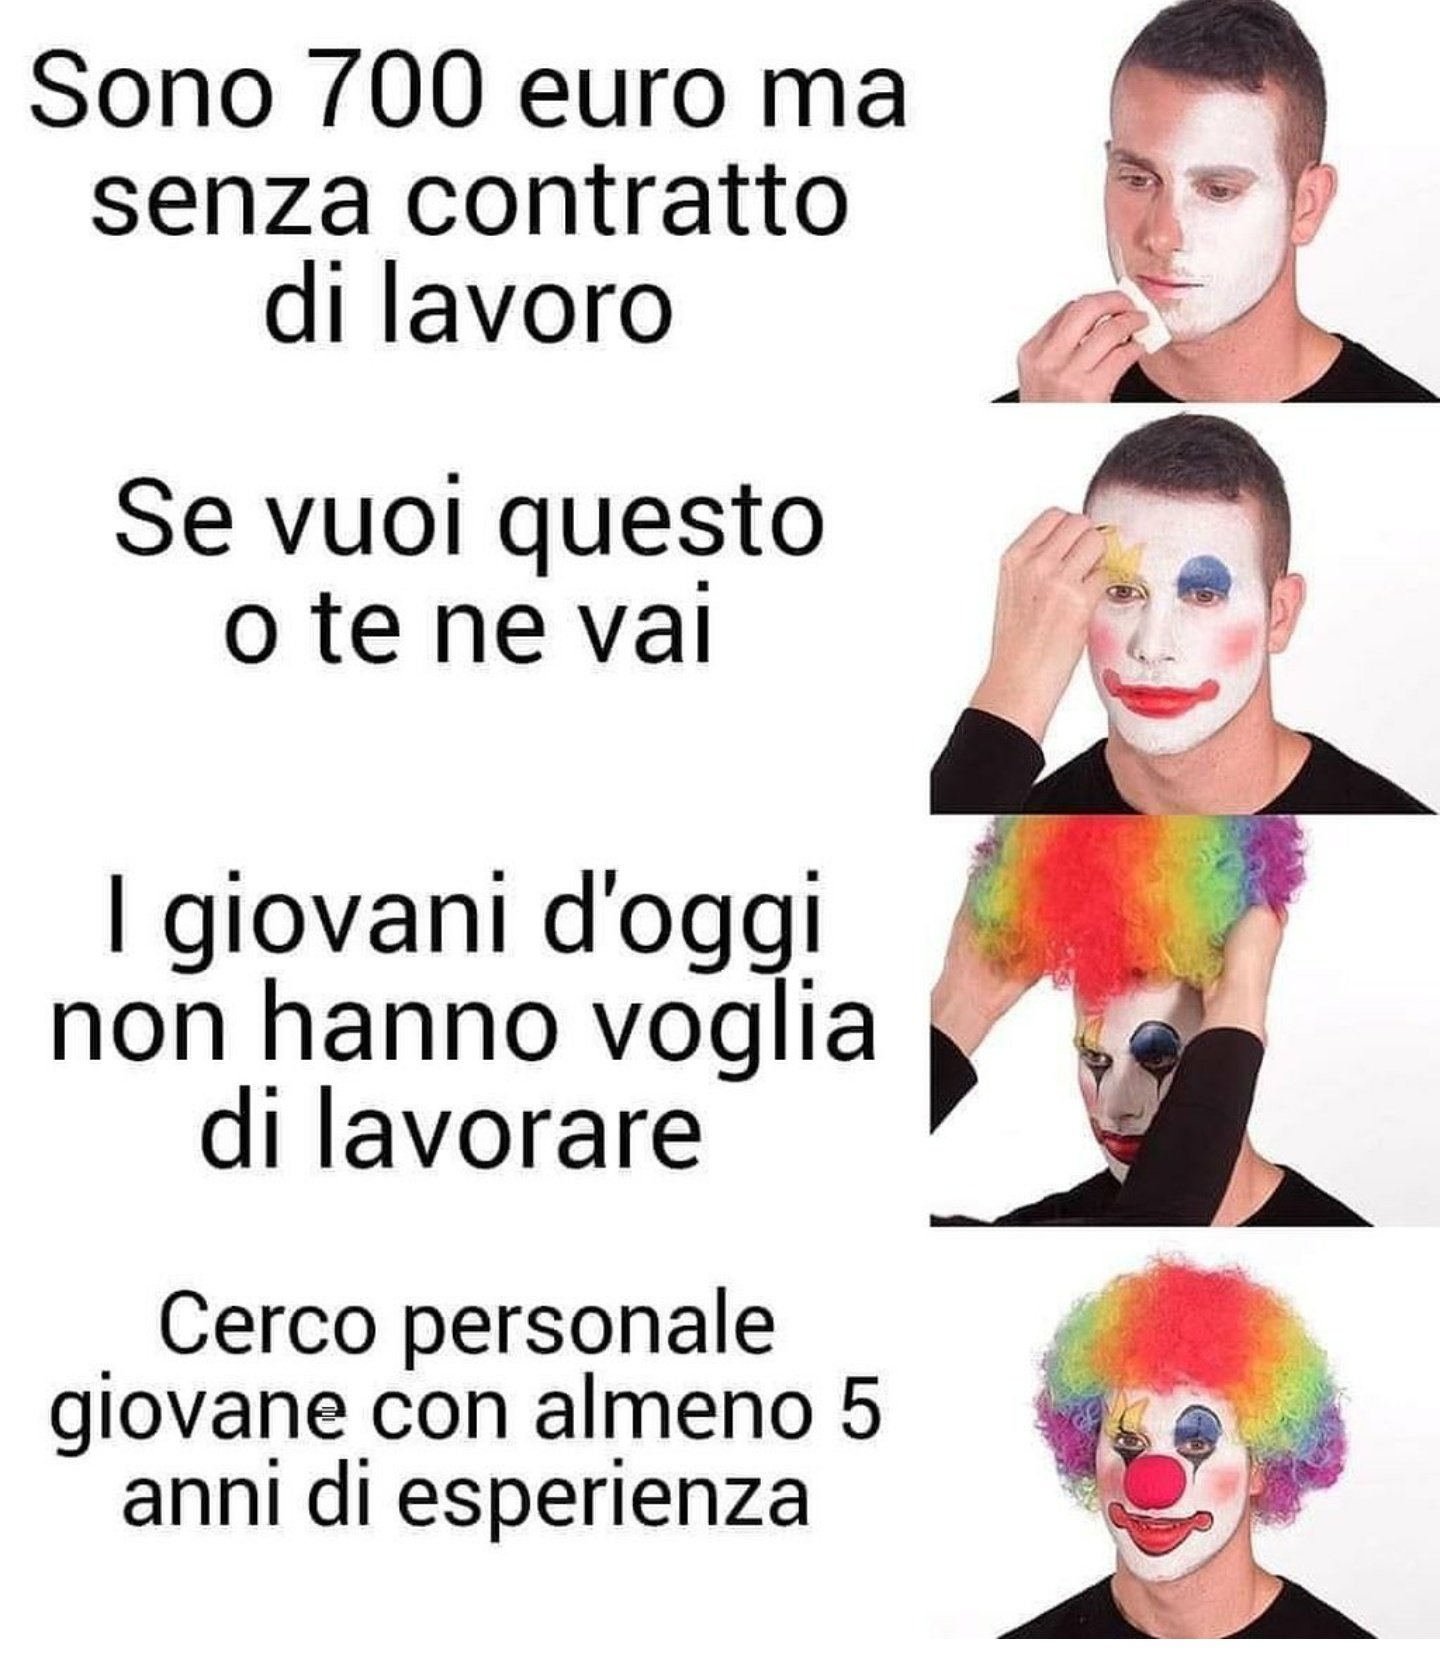 Sono 700 euro ma
senza contratto
di lavoro
Se vuoi questo
o te ne vai
I giovani d'oggi
non hanno voglia
di lavorare
Cerco personale
giovane con almeno 5
anni di esperienza